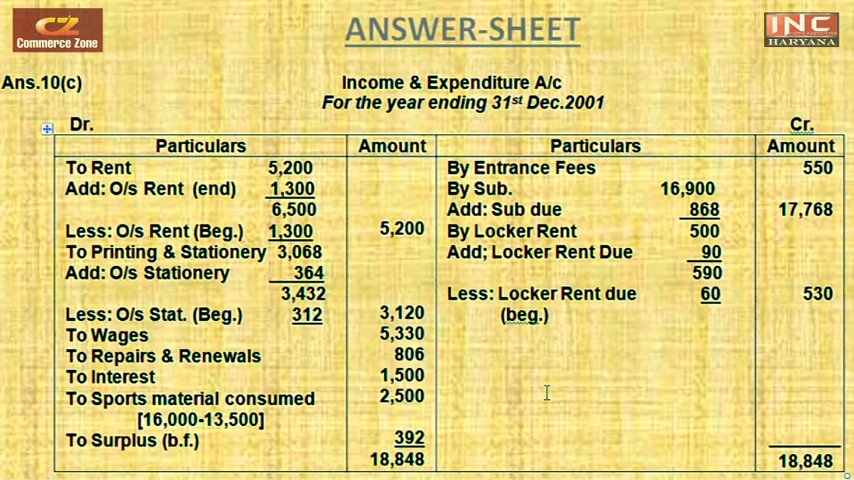 CZ
Commerce Zone
ANSWER-SHEET
INC
HARYANA
Ans.10(c)
Income & Expenditure A/c
For the year ending 31st Dec.2001
Dr. Cr.
Particulars Amount Particulars Amount
To Rent 5,200 By Entrance Fees 550
Add: O/s Rent (end) 1,300 By Sub. 16,900
6,500 Add: Sub due 868 17,768
Less: O/s Rent (Beg.) 1,300 5,200 By Locker Rent 500
To Printing & Stationery 3,068 Add; Locker Rent Due 90
Add: O/s Stationery 364 590
3,432 Less: Locker Rent due 60 530
Less: O/s Stat. (Beg.) 312 3,120 (beg.)
To Wages 5,330
To Repairs & Renewals 806
To Interest 1,500
To Sports material consumed 2,500
[16,000-13,500]
To Surplus (b.f.) 392
18,848 18,848